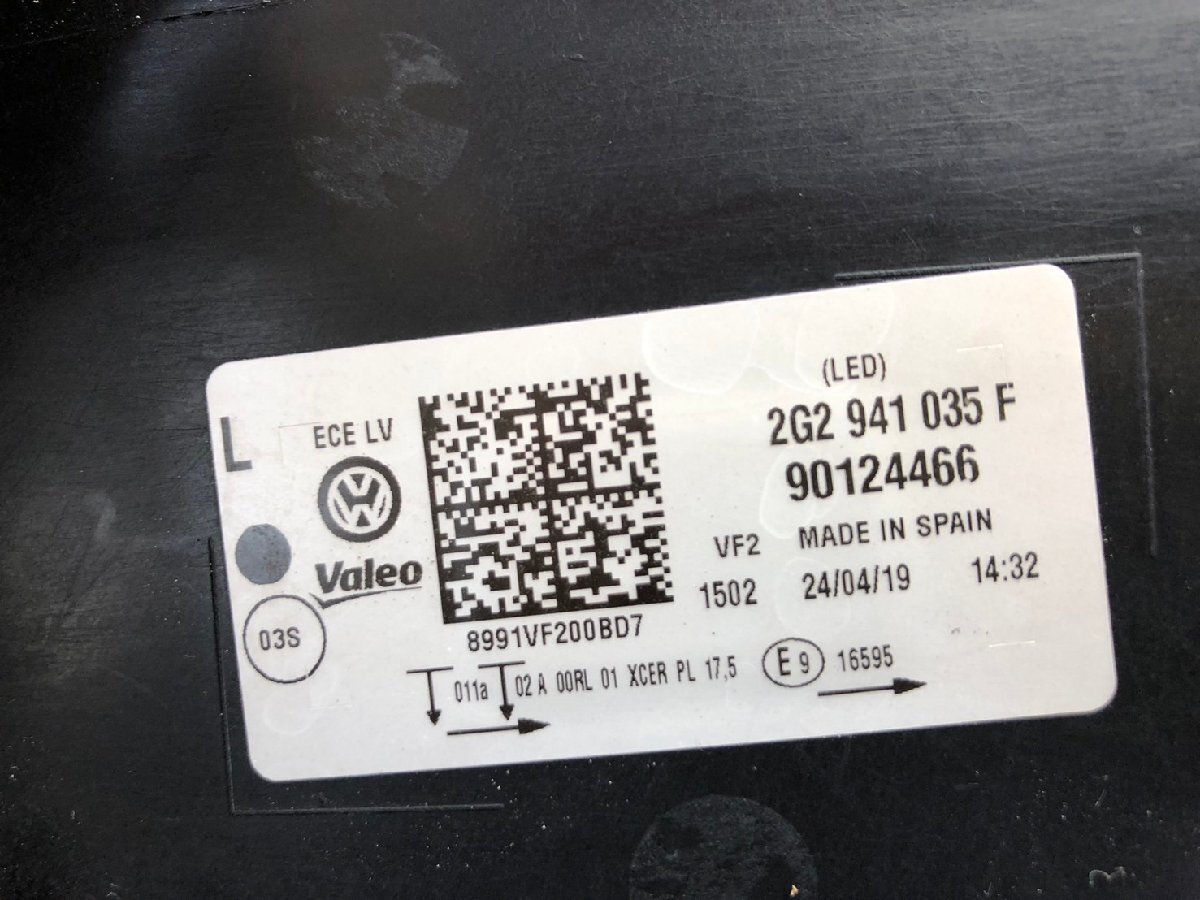 (LED)
2G2 941 035 F
90124466
L
ECE LV
Valeo
03S
8991VF200BD7
VF2 MADE IN SPAIN
1502 24/04/19 14:32
011a 02 A 00RL 01 XCER PL 17,5 E9 16595